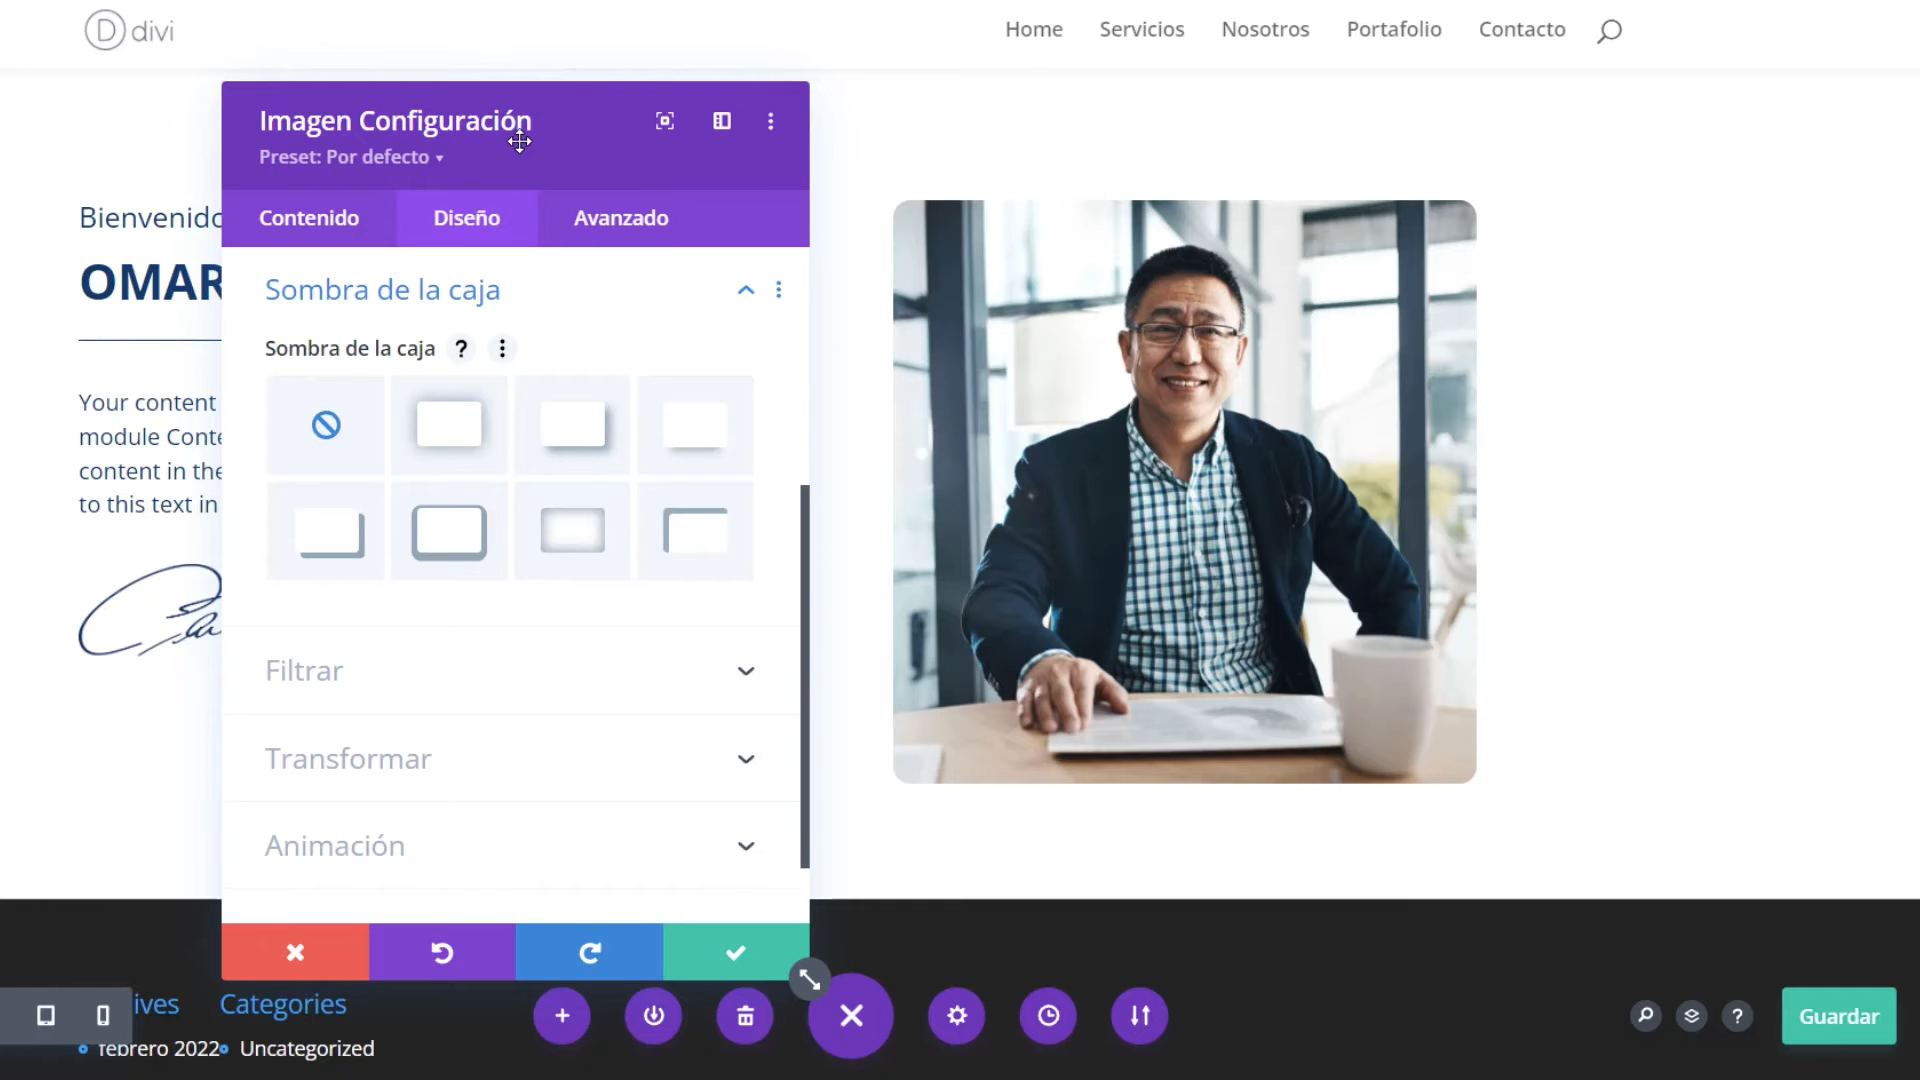 divi
Home Servicios Nosotros Portafolio Contacto
Imagen Configuración
Preset: Por defecto
Contenido Diseño Avanzado
Bienvenido
OMAR
Your content
module Conte
content in the
to this text in
Sombra de la caja
Sombra de la caja ?
Filtrar
Transformar
Animación
ives Categories
febrero 2022 Uncategorized
? Guardar